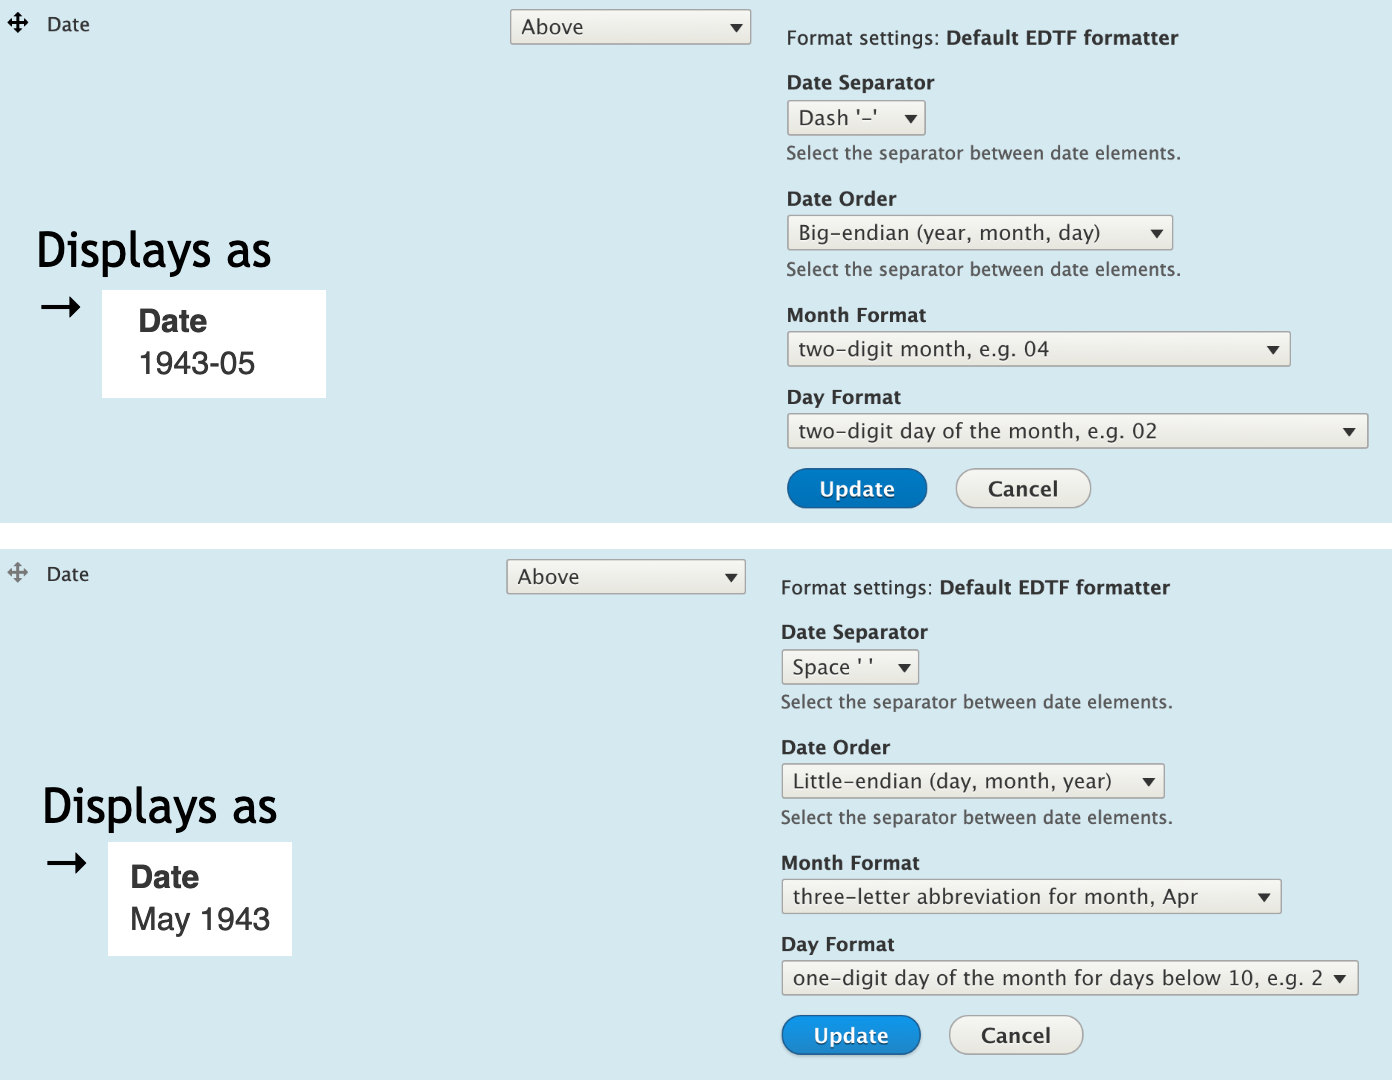 Date
Above
Format settings: Default EDTF formatter
Date Separator
Dash '-'
Select the separator between date elements.
Date Order
Big-endian (year, month, day)
Select the separator between date elements.
Month Format
two-digit month, e.g. 04
Day Format
two-digit day of the month, e.g. 02
Update Cancel
Displays as
→
Date
1943-05
Date
Above
Format settings: Default EDTF formatter
Date Separator
Space ' '
Select the separator between date elements.
Date Order
Little-endian (day, month, year)
Select the separator between date elements.
Month Format
three-letter abbreviation for month, Apr
Day Format
one-digit day of the month for days below 10, e.g. 2
Update Cancel
Displays as
→
Date
May 1943